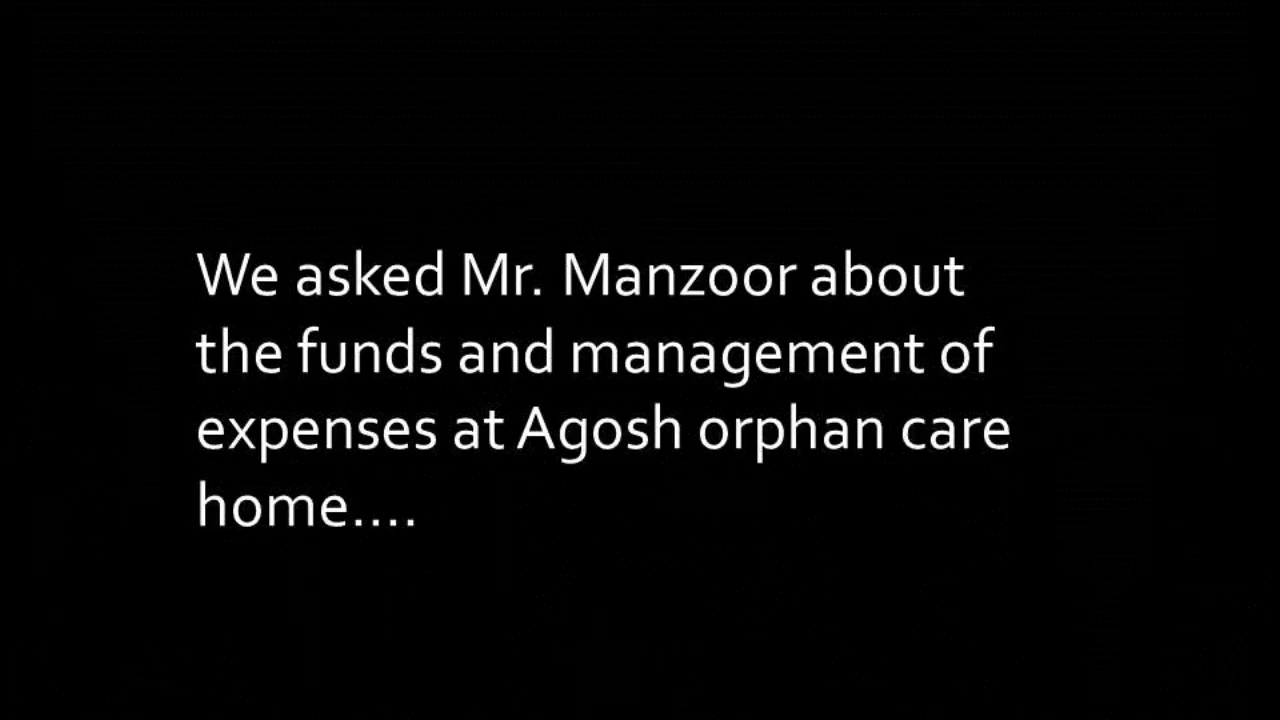 We asked Mr. Manzoor about
the funds and management of
expenses at Agosh orphan care
home....